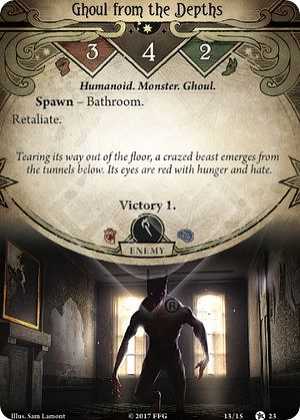 Ghoul from the Depths
3 4 2
Humanoid. Monster. Ghoul.
Spawn – Bathroom.
Retaliate.
Tearing its way out of the floor, a crazed beast emerges from
the tunnels below. Its eyes are red with hunger and hate.
Victory 1.
ENEMY
Illus. Sam Lamont
© 2017 FFG
13/15
23